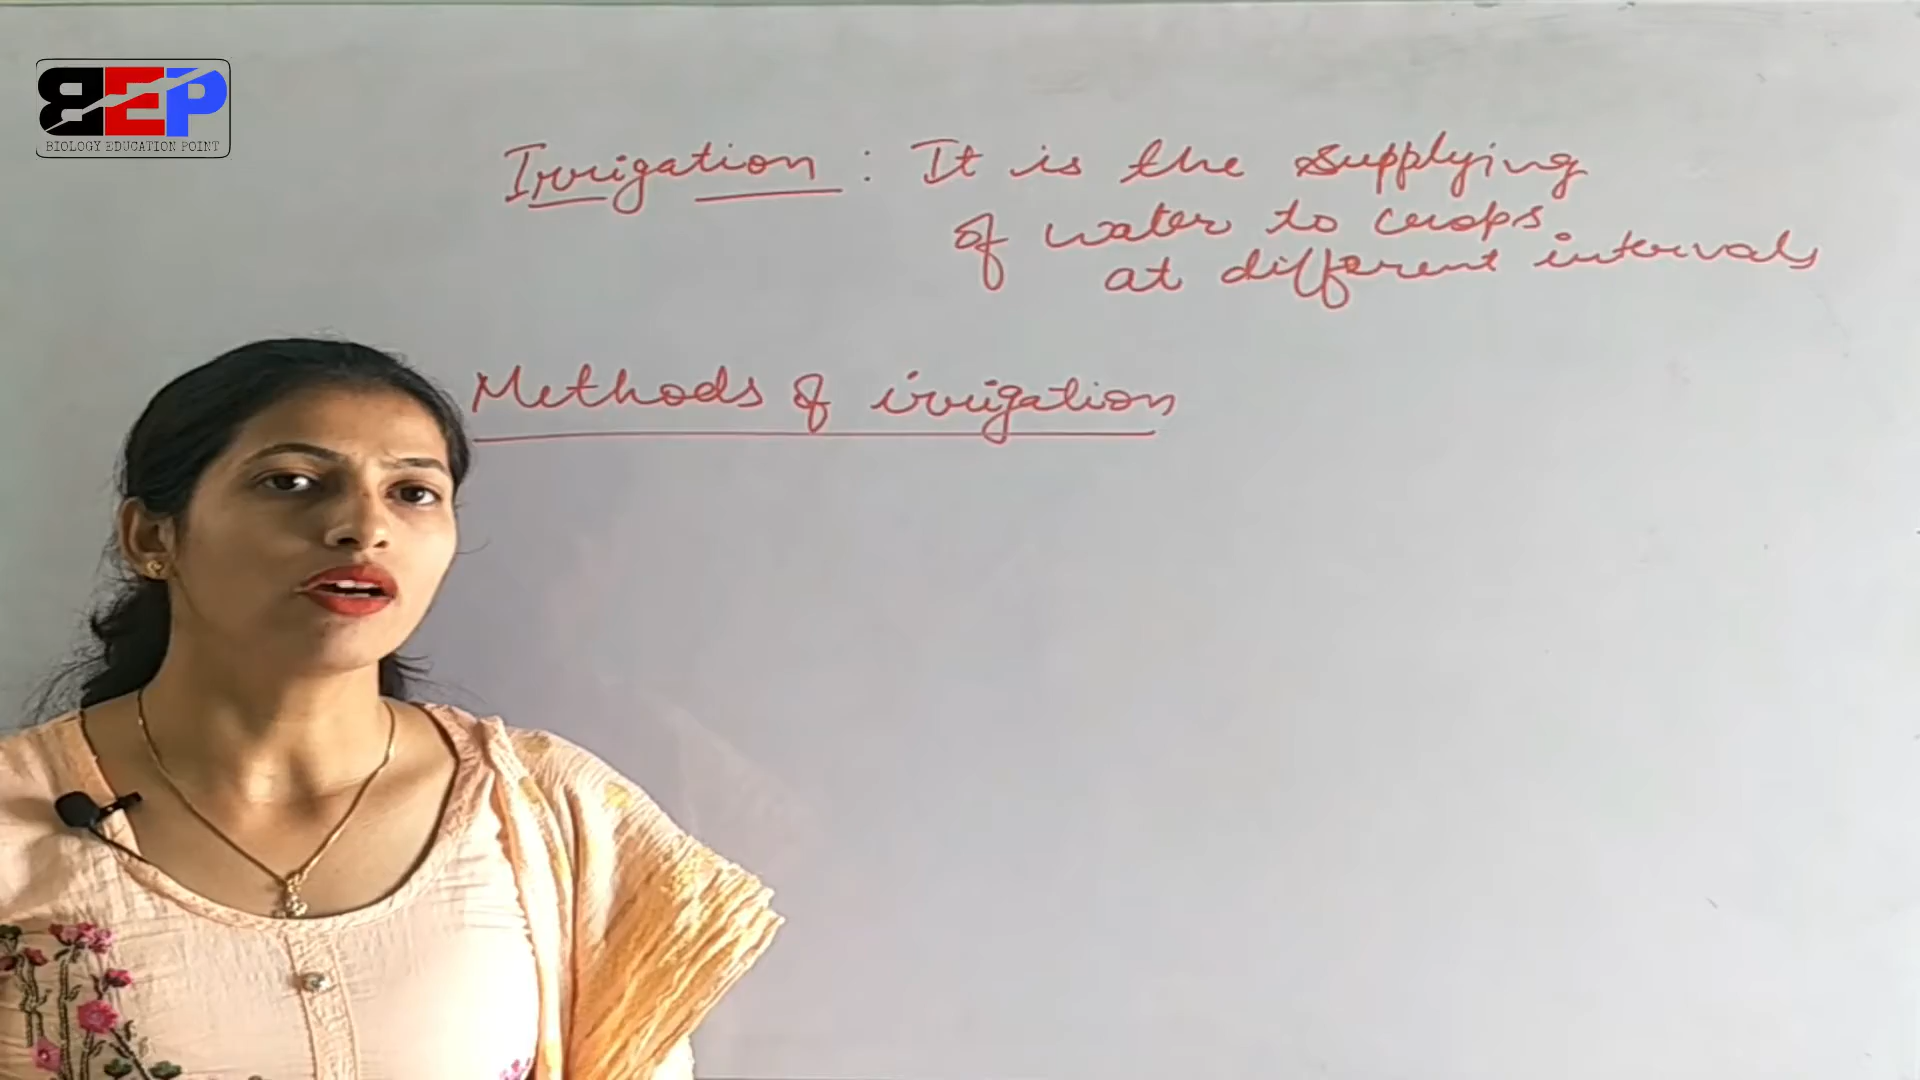 BEP
BIOLOGY EDUCATION POINT
Irrigation : It is the supplying
of water to crops
at different intervals
Methods of irrigation